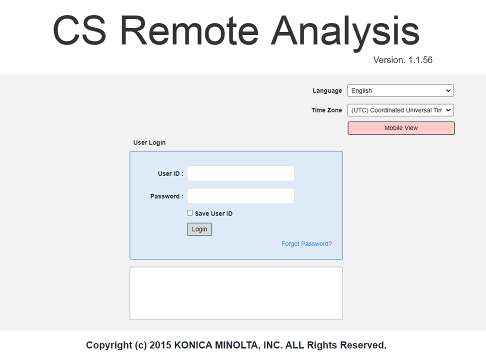 CS Remote Analysis
Version. 1.1.56
Language English
Time Zone (UTC) Coordinated Universal Tim
Mobile View
User Login
User ID :
Password :
Save User ID
Login
Forgot Password?
Copyright (c) 2015 KONICA MINOLTA, INC. ALL Rights Reserved.